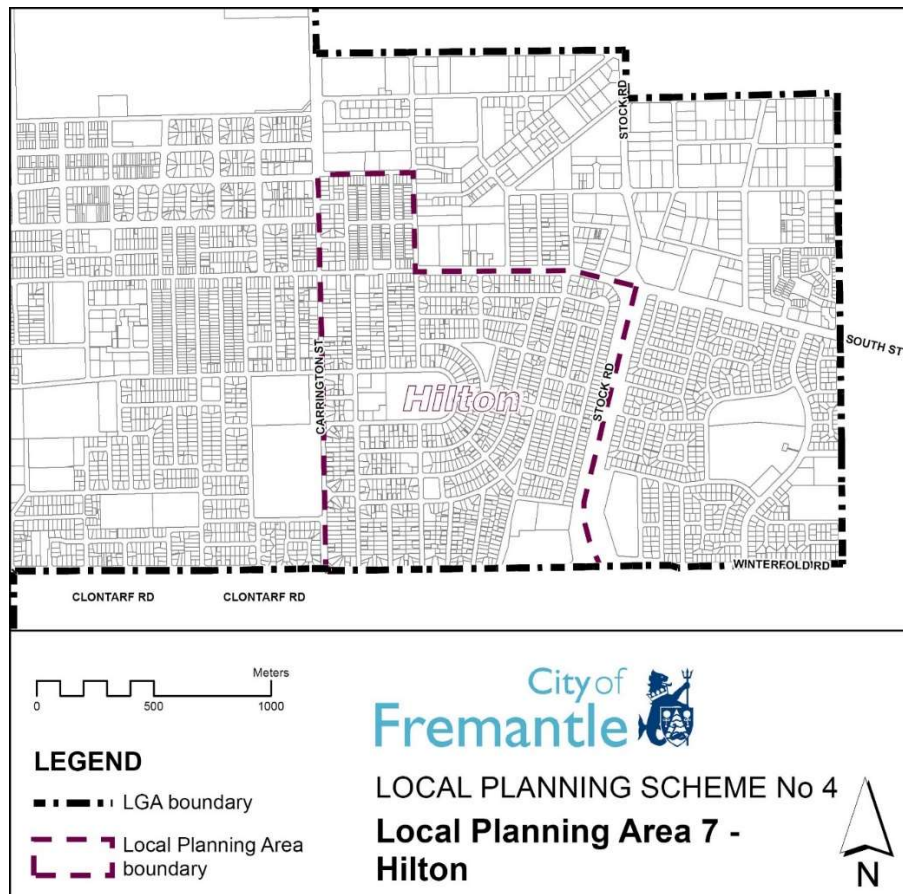 STOCK RD
SOUTH ST
CARRINGTON ST
Hilton
STOCK RD
WINTERFOLD RD
CLONTARF RD
CLONTARF RD
Meters
0 500 1000
City of
Fremantle
LEGEND
LGA boundary
Local Planning Area
boundary
LOCAL PLANNING SCHEME No 4
Local Planning Area 7 -
Hilton
N